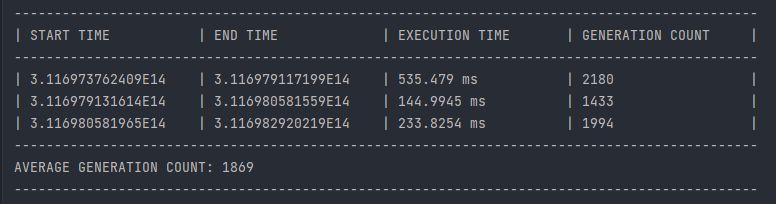 --------------------------------------------------------------------------------------------
| START TIME           | END TIME             | EXECUTION TIME       | GENERATION COUNT     |
--------------------------------------------------------------------------------------------
| 3.116973762409E14    | 3.116979117199E14    | 535.479 ms           | 2180                 |
| 3.116979131614E14    | 3.116980581559E14    | 144.9945 ms          | 1433                 |
| 3.116980581965E14    | 3.116982920219E14    | 233.8254 ms          | 1994                 |
--------------------------------------------------------------------------------------------
AVERAGE GENERATION COUNT: 1869
--------------------------------------------------------------------------------------------